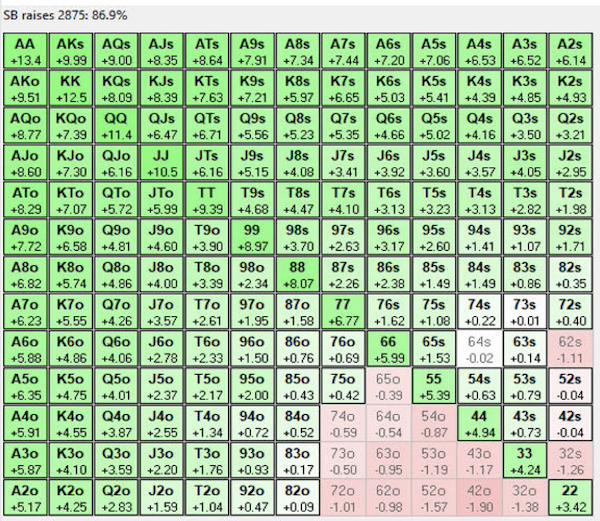 SB raises 2875: 86.9%
AA AKs AQs AJs ATs A9s A8s A7s A6s A5s A4s A3s A2s
+13.4 +9.99 +9.00 +8.35 +8.64 +7.91 +7.34 +7.44 +7.20 +7.06 +6.53 +6.52 +6.14
AKo KK KQs KJs KTs K9s K8s K7s K6s K5s K4s K3s K2s
+9.51 +12.5 +8.09 +8.39 +7.63 +7.21 +5.97 +6.65 +5.03 +5.41 +4.39 +4.85 +4.93
AQo KQo QQ QJs QTs Q9s Q8s Q7s Q6s Q5s Q4s Q3s Q2s
+8.77 +7.39 +11.4 +6.47 +6.71 +5.56 +5.23 +5.35 +4.66 +5.02 +4.16 +3.50 +3.21
AJo KJo QJo JJ JTs J9s J8s J7s J6s J5s J4s J3s J2s
+8.60 +7.30 +6.16 +10.5 +6.16 +5.15 +4.08 +3.41 +3.92 +3.60 +3.57 +4.05 +2.95
ATo KTo QTo JTo TT T9s T8s T7s T6s T5s T4s T3s T2s
+8.29 +7.07 +5.72 +5.99 +9.39 +4.68 +4.47 +4.10 +3.13 +3.23 +3.13 +2.82 +1.98
A9o K9o Q9o J9o T9o 99 98s 97s 96s 95s 94s 93s 92s
+7.72 +6.58 +4.81 +4.60 +3.90 +8.97 +3.70 +2.63 +3.17 +2.60 +1.41 +1.07 +1.71
A8o K8o Q8o J8o T8o 98o 88 87s 86s 85s 84s 83s 82s
+6.82 +5.74 +4.86 +4.00 +3.39 +2.34 +8.07 +2.26 +2.38 +1.49 +1.49 +0.86 +0.35
A7o K7o Q7o J7o T7o 97o 87o 77 76s 75s 74s 73s 72s
+6.23 +5.55 +4.26 +3.57 +2.61 +1.95 +1.58 +6.77 +1.62 +1.08 +0.22 +0.01 +0.40
A6o K6o Q6o J6o T6o 96o 86o 76o 66 65s 64s 63s 62s
+5.88 +4.86 +4.06 +2.78 +2.33 +1.50 +0.76 +0.69 +5.99 +1.53 -0.02 +0.14 -1.11
A5o K5o Q5o J5o T5o 95o 85o 75o 65o 55 54s 53s 52s
+6.35 +4.75 +4.01 +2.37 +2.17 +2.00 +0.43 +0.42 -0.39 +5.39 +0.63 +0.79 -0.04
A4o K4o Q4o J4o T4o 94o 84o 74o 64o 54o 44 43s 42s
+5.91 +4.55 +3.87 +2.55 +1.34 +0.72 +0.52 -0.59 -0.54 -0.87 +4.94 +0.73 -0.04
A3o K3o Q3o J3o T3o 93o 83o 73o 63o 53o 43o 33 32s
+5.87 +4.10 +3.59 +2.20 +1.76 +0.93 +0.17 -0.50 -0.95 -1.19 -1.17 +4.24 -1.26
A2o K2o Q2o J2o T2o 92o 82o 72o 62o 52o 42o 32o 22
+5.17 +4.25 +2.83 +1.59 +1.04 +0.47 +0.09 -1.01 -0.98 -1.57 -1.90 -1.38 +3.42